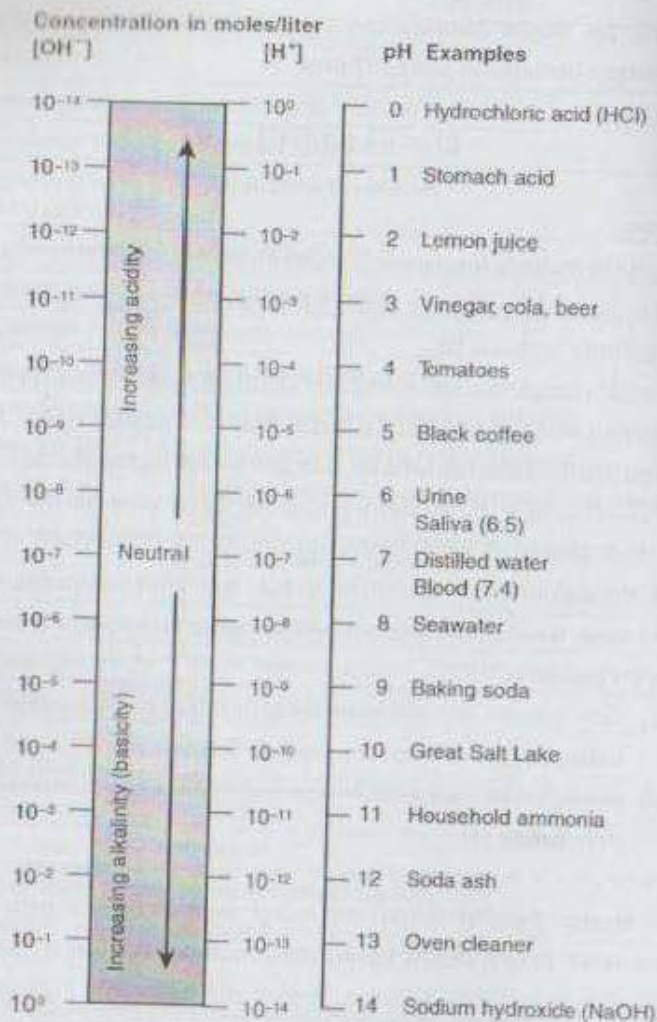 Concentration in moles/liter
[OH⁻] [H⁺] pH Examples
10⁻¹⁴ 10⁰ 0 Hydrochloric acid (HCl)
10⁻¹³ 10⁻¹ 1 Stomach acid
10⁻¹² 10⁻² 2 Lemon juice
10⁻¹¹ 10⁻³ 3 Vinegar, cola, beer
10⁻¹⁰ 10⁻⁴ 4 Tomatoes
10⁻⁹ 10⁻⁵ 5 Black coffee
10⁻⁸ 10⁻⁶ 6 Urine
Saliva (6.5)
10⁻⁷ Neutral 10⁻⁷ 7 Distilled water
Blood (7.4)
10⁻⁶ 10⁻⁸ 8 Seawater
10⁻⁵ 10⁻⁹ 9 Baking soda
10⁻⁴ 10⁻¹⁰ 10 Great Salt Lake
10⁻³ 10⁻¹¹ 11 Household ammonia
10⁻² 10⁻¹² 12 Soda ash
10⁻¹ 10⁻¹³ 13 Oven cleaner
10⁰ 10⁻¹⁴ 14 Sodium hydroxide (NaOH)
Increasing acidity
Increasing alkalinity (basicity)